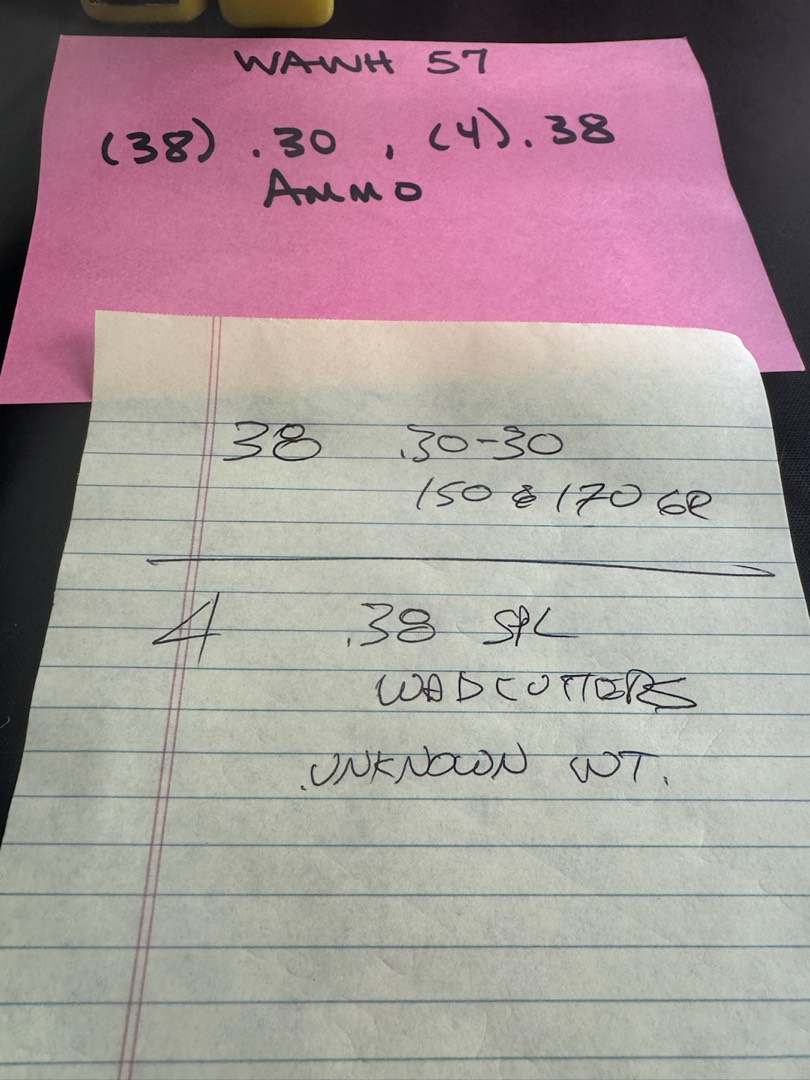 WAWH 57
(38) .30 , (4) .38
AMMO
38 .30-30
150 & 170 GR
4 .38 SPL
WADCUTTERS
UNKNOWN WT.